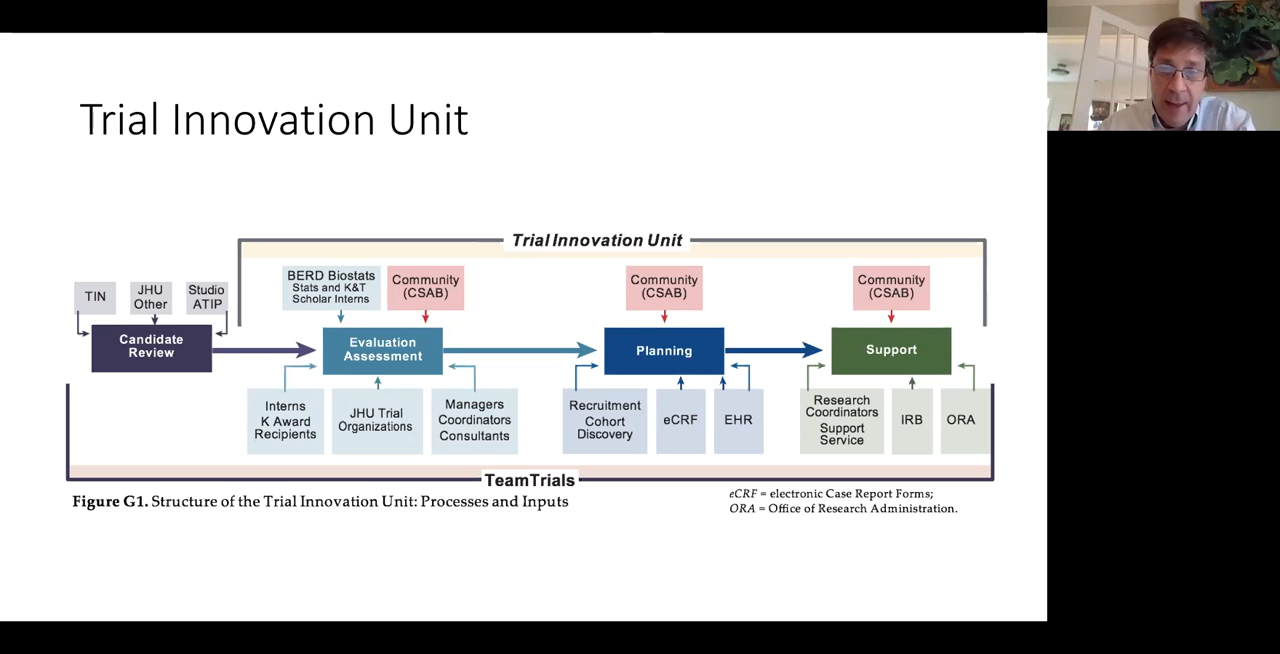 Trial Innovation Unit
Trial Innovation Unit
TIN
JHU
Other
Studio
ATIP
BERD Biostats
Stats and K&T
Scholar Interns
Community
(CSAB)
Community
(CSAB)
Community
(CSAB)
Candidate
Review
Evaluation
Assessment
Planning
Support
Interns
K Award
Recipients
JHU Trial
Organizations
Managers
Coordinators
Consultants
Recruitment
Cohort
Discovery
eCRF
EHR
Research
Coordinators
Support
Service
IRB
ORA
TeamTrials
Figure G1. Structure of the Trial Innovation Unit: Processes and Inputs
eCRF = electronic Case Report Forms;
ORA = Office of Research Administration.